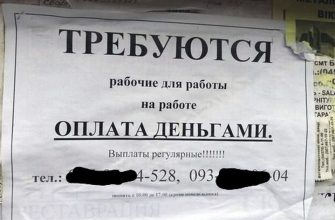 ТРЕБУЮТСЯ
рабочие для работы
на работе
ОПЛАТА ДЕНЬГАМИ.
Выплаты регулярные!!!!!!!
тел.: 4-528, 093- 04